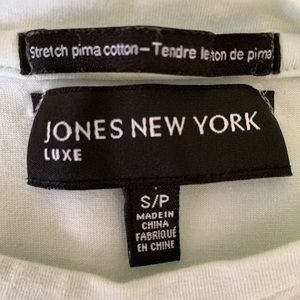 Stretch pima cotton–Tendre
de pima
JONES NEW YORK
LUXE
S/P
MADE IN
CHINA
FABRIQUÉ
EN CHINE